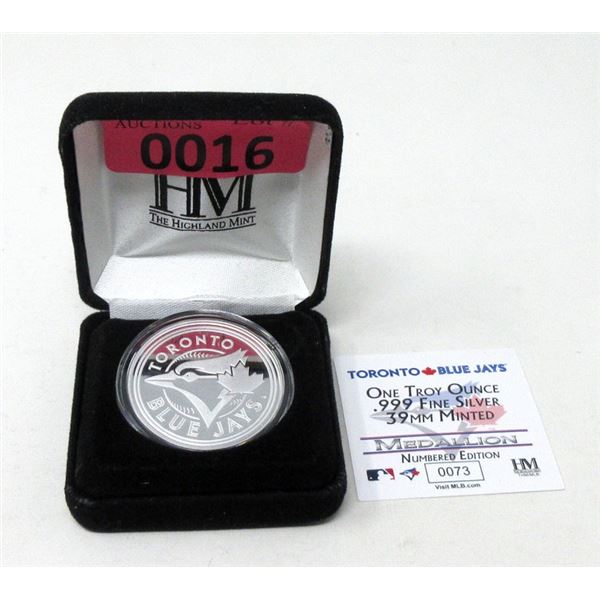 AUCTIONS Lot #
0016
HM
THE HIGHLAND MINT
TORONTO
BLUE JAYS
TORONTO BLUE JAYS
ONE TROY OUNCE
.999 FINE SILVER
39MM MINTED
MEDALLION
NUMBERED EDITION
0073
HM
Visit MLB.com